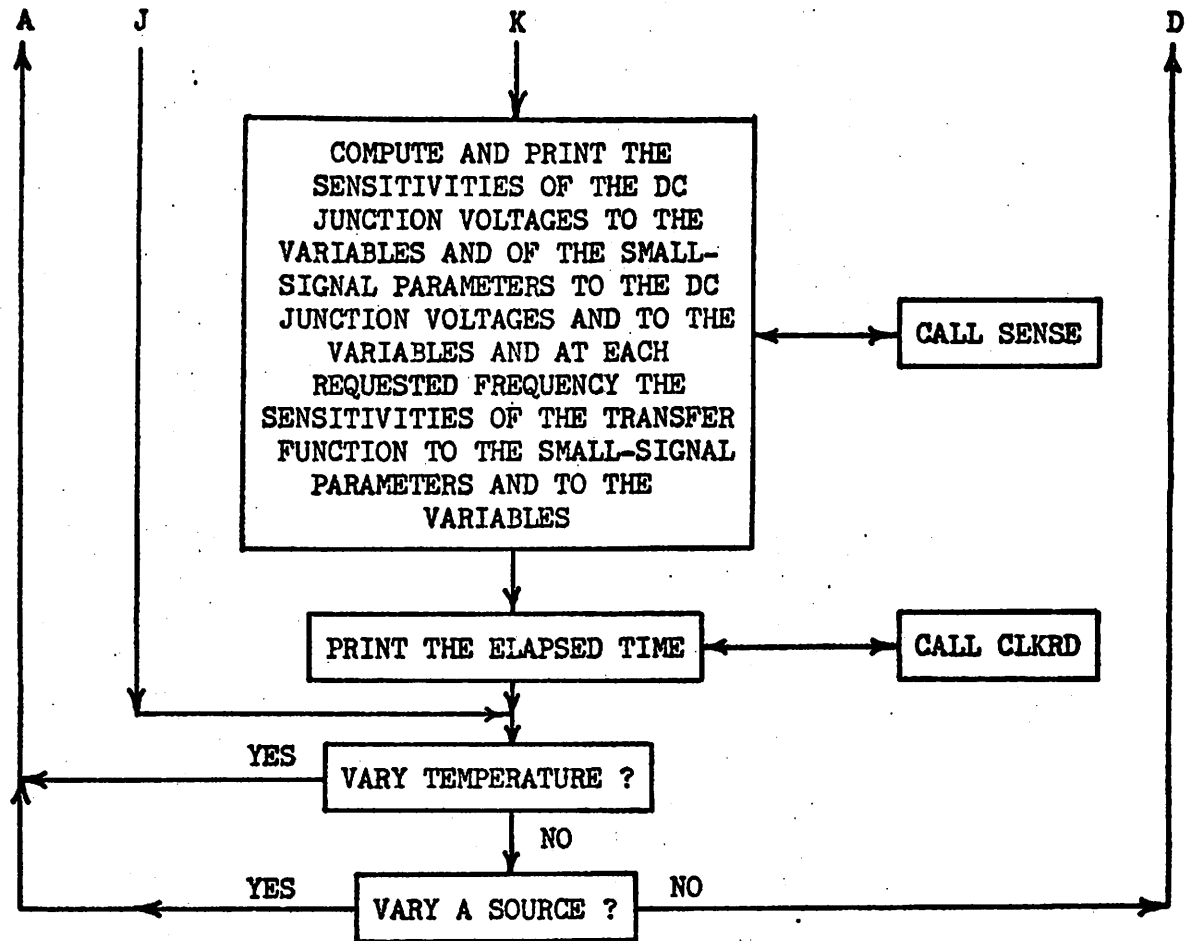 A J K D
COMPUTE AND PRINT THE
SENSITIVITIES OF THE DC
JUNCTION VOLTAGES TO THE
VARIABLES AND OF THE SMALL-
SIGNAL PARAMETERS TO THE DC
JUNCTION VOLTAGES AND TO THE
VARIABLES AND AT EACH
REQUESTED FREQUENCY THE
SENSITIVITIES OF THE TRANSFER
FUNCTION TO THE SMALL-SIGNAL
PARAMETERS AND TO THE
VARIABLES
CALL SENSE
PRINT THE ELAPSED TIME
CALL CLKRD
YES
VARY TEMPERATURE ?
NO
YES
VARY A SOURCE ?
NO